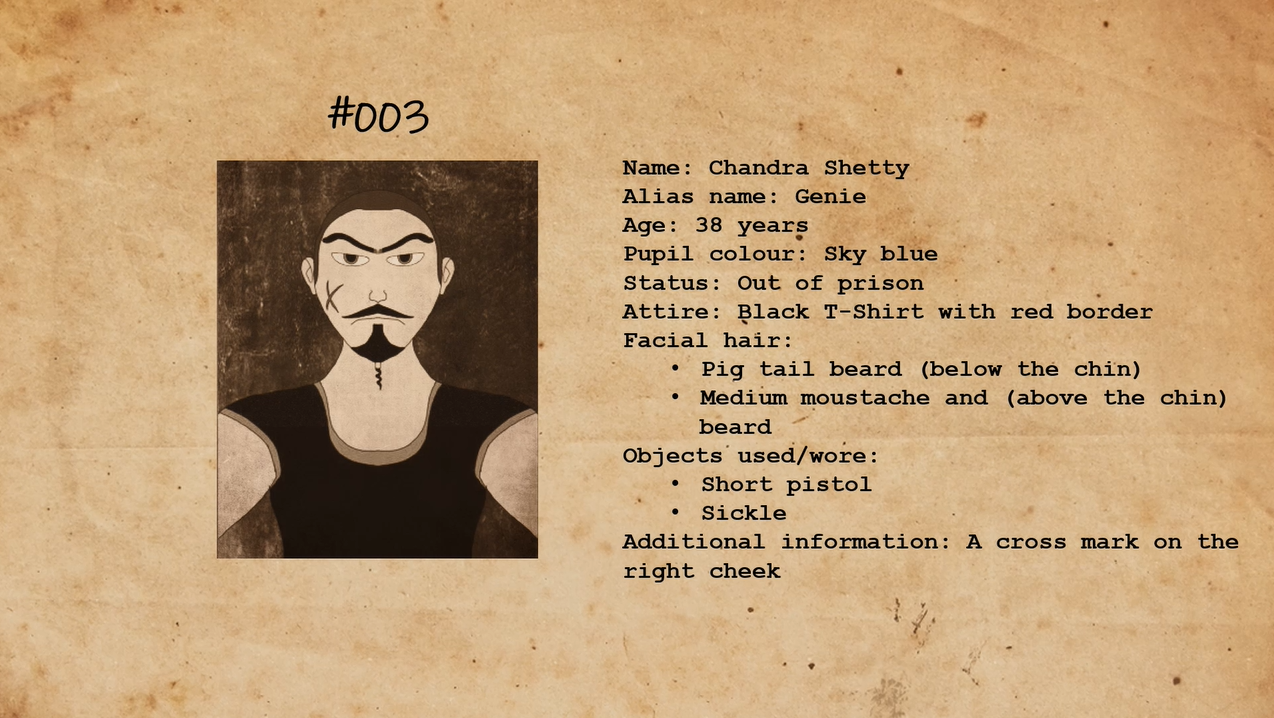 #003
Name: Chandra Shetty
Alias name: Genie
Age: 38 years
Pupil colour: Sky blue
Status: Out of prison
Attire: Black T-Shirt with red border
Facial hair:
• Pig tail beard (below the chin)
• Medium moustache and (above the chin)
beard
Objects used/wore:
• Short pistol
• Sickle
Additional information: A cross mark on the
right cheek